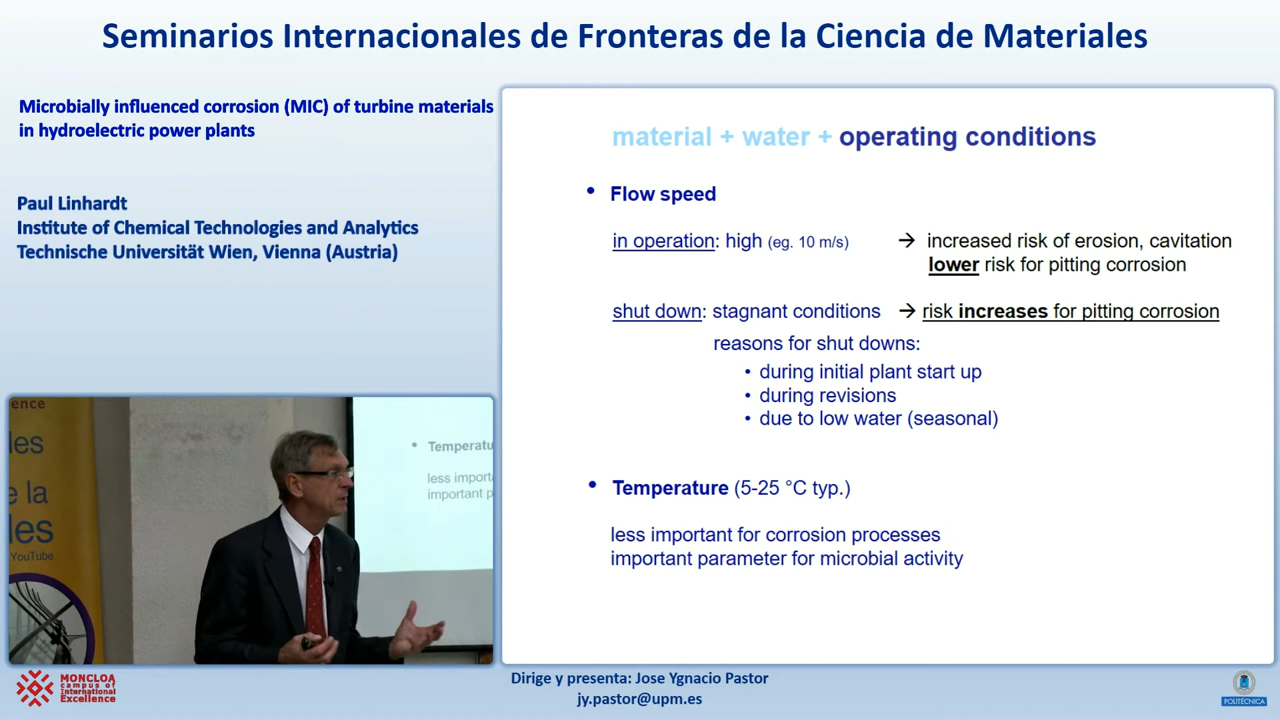 Seminarios Internacionales de Fronteras de la Ciencia de Materiales
Microbially influenced corrosion (MIC) of turbine materials
in hydroelectric power plants
Paul Linhardt
Institute of Chemical Technologies and Analytics
Technische Universität Wien, Vienna (Austria)
material + water + operating conditions
• Flow speed
in operation: high (eg. 10 m/s) → increased risk of erosion, cavitation
lower risk for pitting corrosion
shut down: stagnant conditions → risk increases for pitting corrosion
reasons for shut downs:
• during initial plant start up
• during revisions
• due to low water (seasonal)
• Temperature (5-25 °C typ.)
less important for corrosion processes
important parameter for microbial activity
ence
les
e la
les
YouTube
• Temperatu
less import
important p
MONCLOA
campus of
International
Excellence
Dirige y presenta: Jose Ygnacio Pastor
jy.pastor@upm.es
POLITÉCNICA